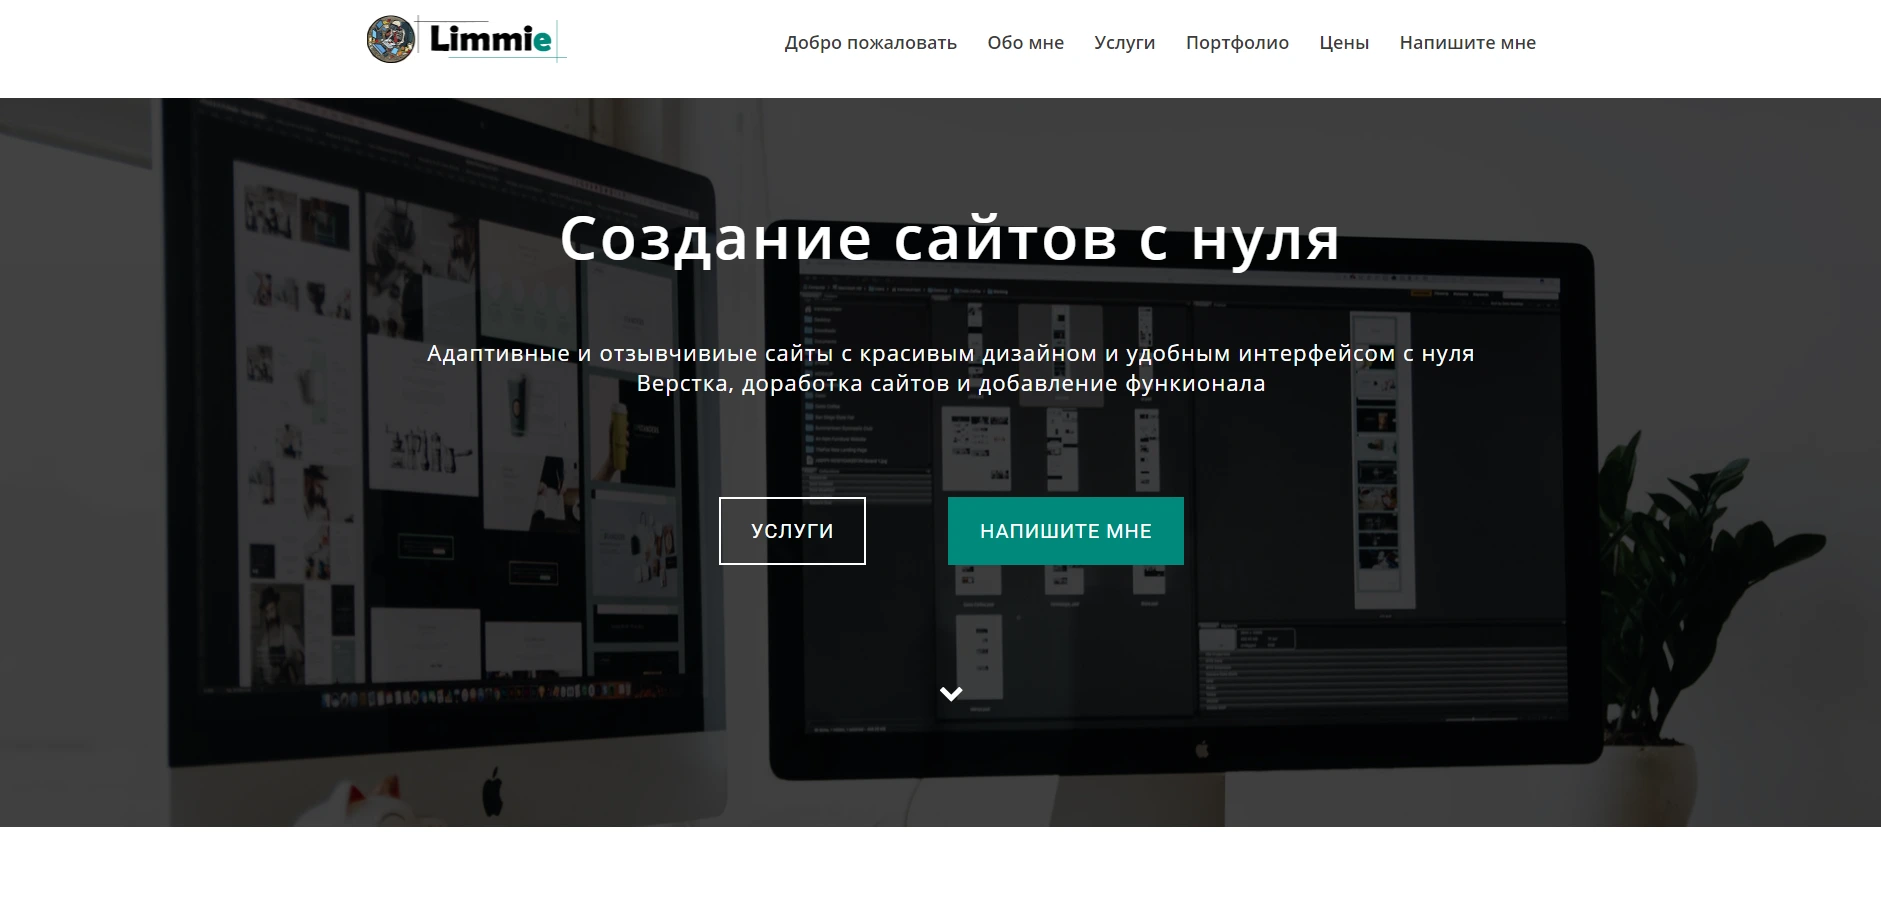 Limmie
Добро пожаловать
Обо мне
Услуги
Портфолио
Цены
Напишите мне
Создание сайтов с нуля
Адаптивные и отзывчивиые сайты с красивым дизайном и удобным интерфейсом с нуля
Верстка, доработка сайтов и добавление функионала
УСЛУГИ
НАПИШИТЕ МНЕ